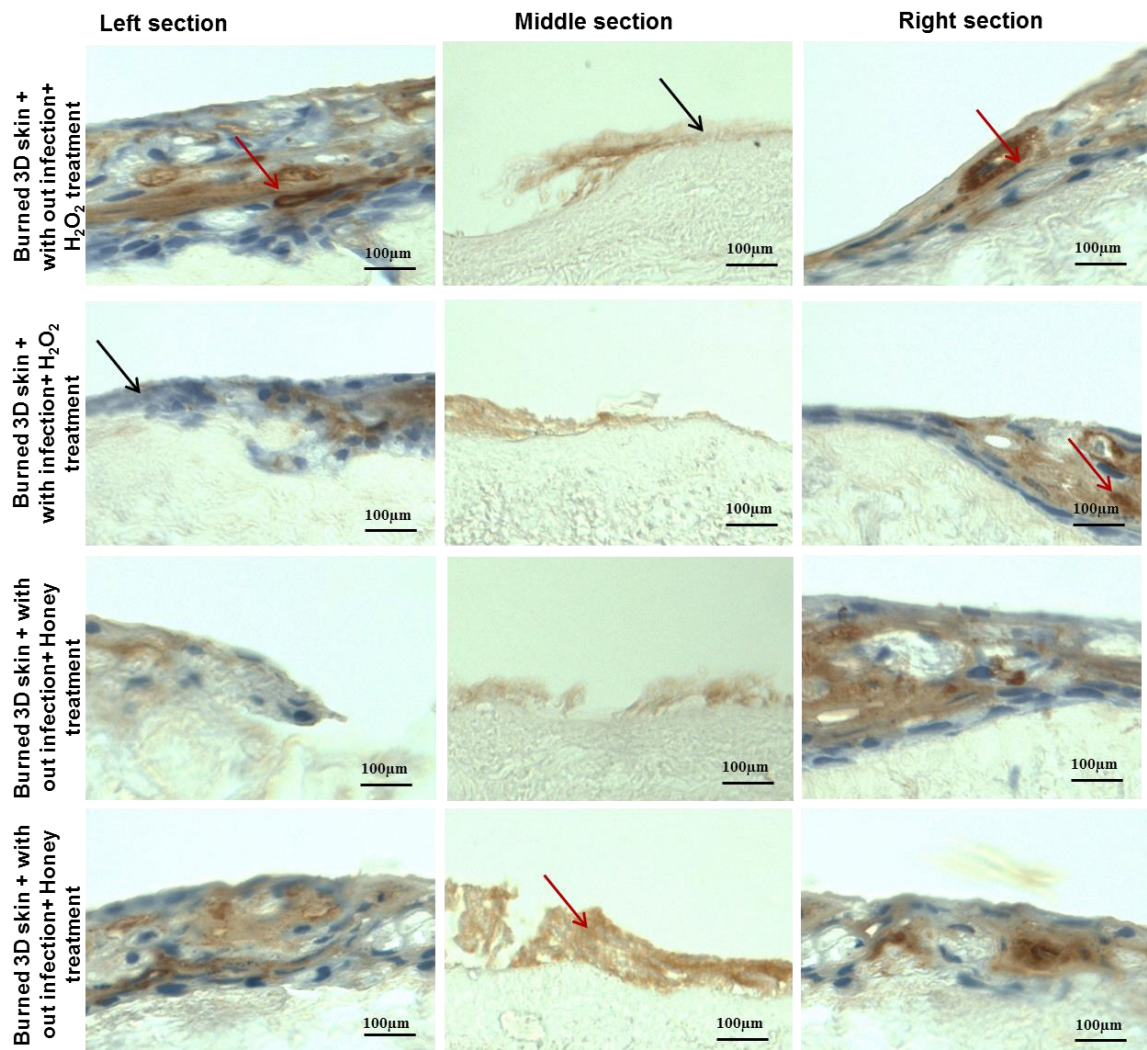 Left section
Middle section
Right section
Burned 3D skin +
with out infection+
H₂O₂ treatment
100µm
100µm
100µm
Burned 3D skin +
with infection+ H₂O₂
treatment
100µm
100µm
100µm
Burned 3D skin + with
out infection+ Honey
treatment
100µm
100µm
100µm
Burned 3D skin + with
out infection+ Honey
treatment
100µm
100µm
100µm